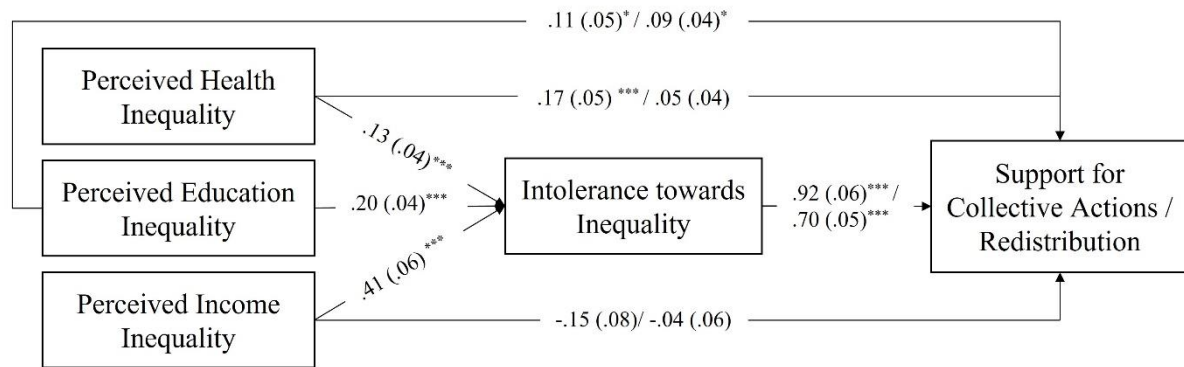 .11 (.05)* / .09 (.04)*
Perceived Health
Inequality
.17 (.05) *** / .05 (.04)
.13 (.04)***
Perceived Education
Inequality
.20 (.04)***
Intolerance towards
Inequality
.92 (.06)*** /
.70 (.05)***
Support for
Collective Actions /
Redistribution
.41 (.06) ***
Perceived Income
Inequality
-.15 (.08)/ -.04 (.06)